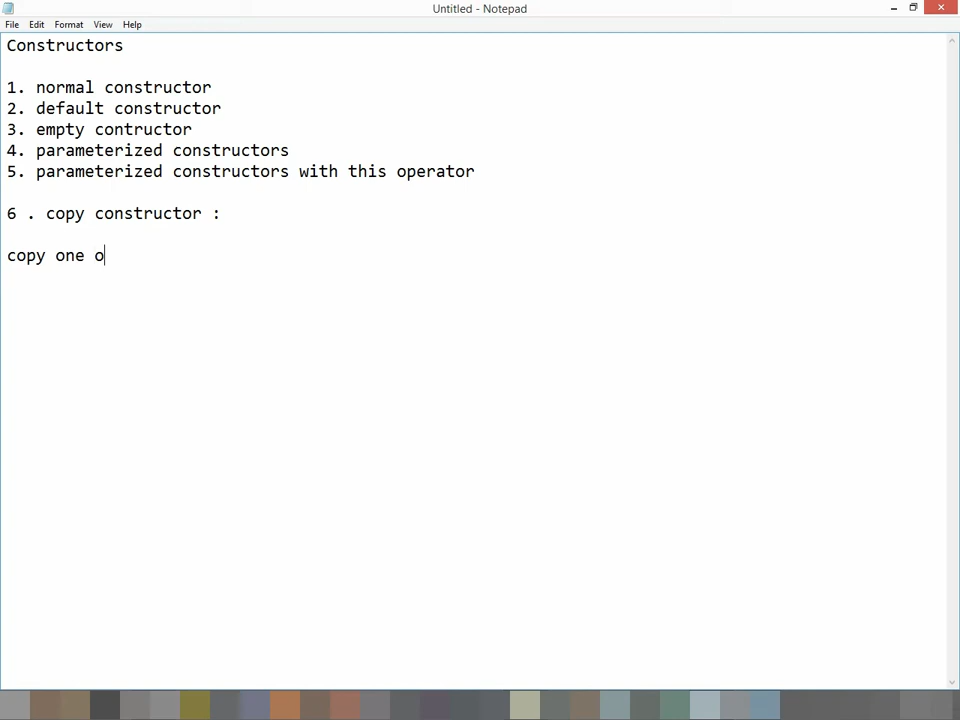 Untitled - Notepad
File Edit Format View Help
Constructors
1. normal constructor
2. default constructor
3. empty contructor
4. parameterized constructors
5. parameterized constructors with this operator
6 . copy constructor :
copy one o